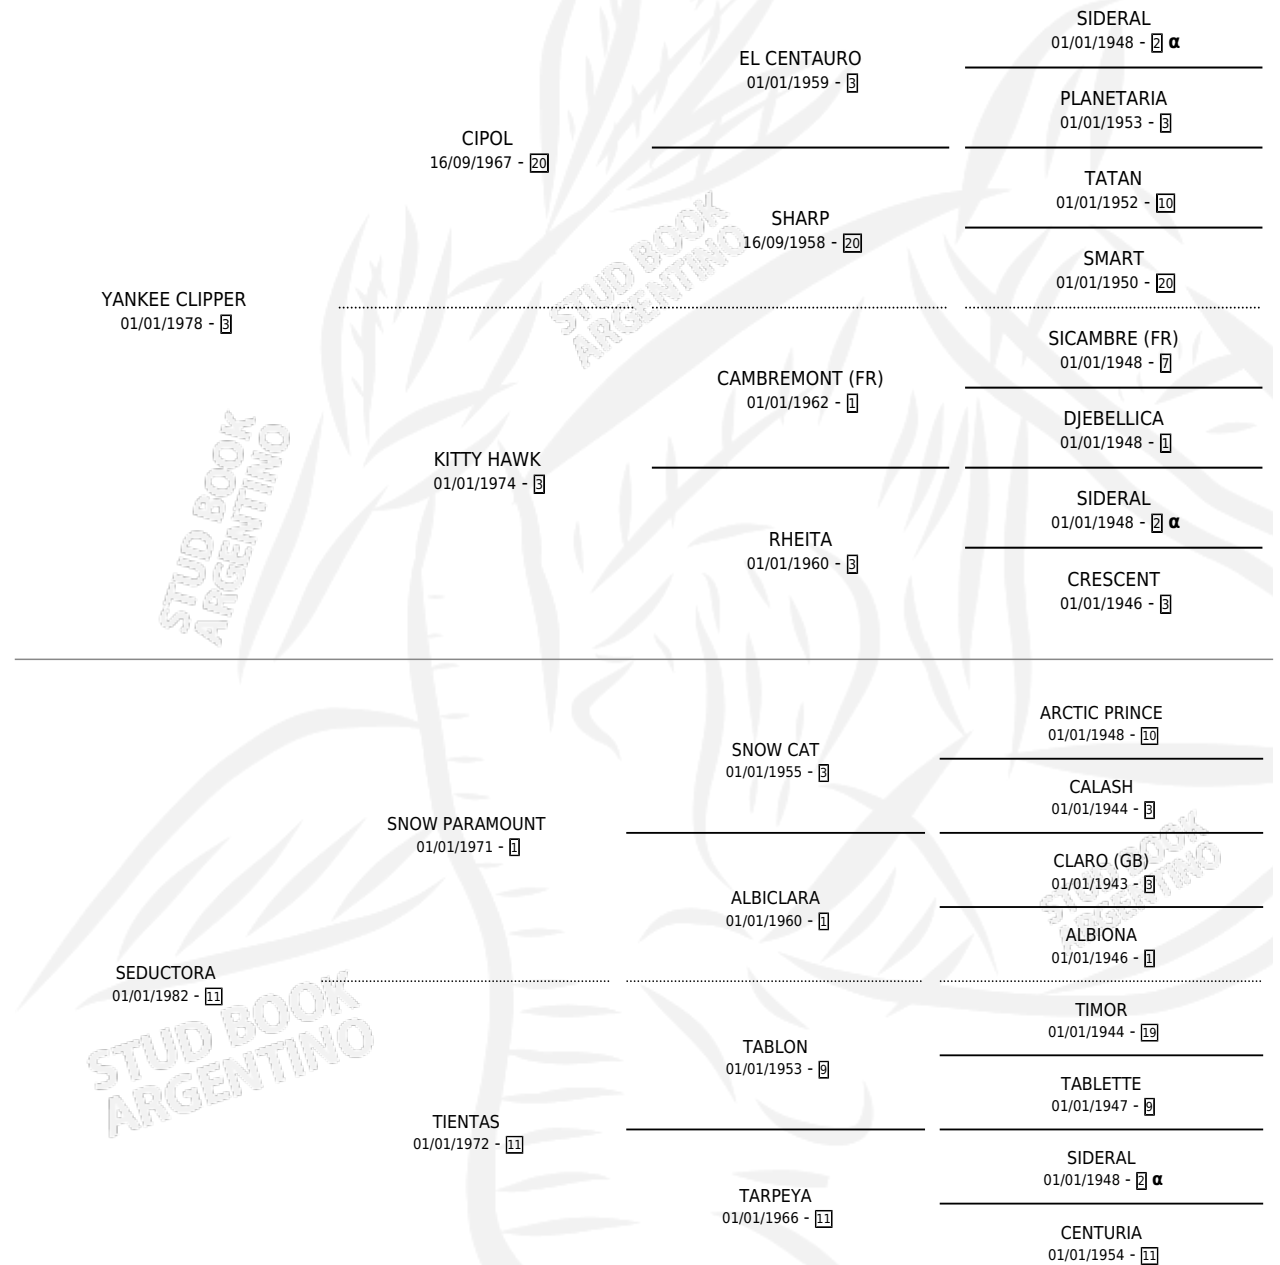 SIDERAL
01/01/1948 - 2 α
EL CENTAURO
01/01/1959 - 3
PLANETARIA
01/01/1953 - 3
CIPOL
16/09/1967 - 20
TATAN
01/01/1952 - 10
SHARP
16/09/1958 - 20
SMART
01/01/1950 - 20
YANKEE CLIPPER
01/01/1978 - 3
SICAMBRE (FR)
01/01/1948 - 7
CAMBREMONT (FR)
01/01/1962 - 1
DJEBELLICA
01/01/1948 - 1
KITTY HAWK
01/01/1974 - 3
SIDERAL
01/01/1948 - 2 α
RHEITA
01/01/1960 - 3
CRESCENT
01/01/1946 - 3
ARCTIC PRINCE
01/01/1948 - 10
SNOW CAT
01/01/1955 - 3
CALASH
01/01/1944 - 3
SNOW PARAMOUNT
01/01/1971 - 1
CLARO (GB)
01/01/1943 - 3
ALBICLARA
01/01/1960 - 1
ALBIONA
01/01/1946 - 1
SEDUCTORA
01/01/1982 - 11
TIMOR
01/01/1944 - 19
TABLON
01/01/1953 - 9
TABLETTE
01/01/1947 - 9
TIENTAS
01/01/1972 - 11
SIDERAL
01/01/1948 - 2 α
TARPEYA
01/01/1966 - 11
CENTURIA
01/01/1954 - 11
STUD BOOK
ARGENTINO
STUD BOOK
ARGENTINO
STUD BOOK
ARGENTINO
STUD BOOK
ARGENTINO